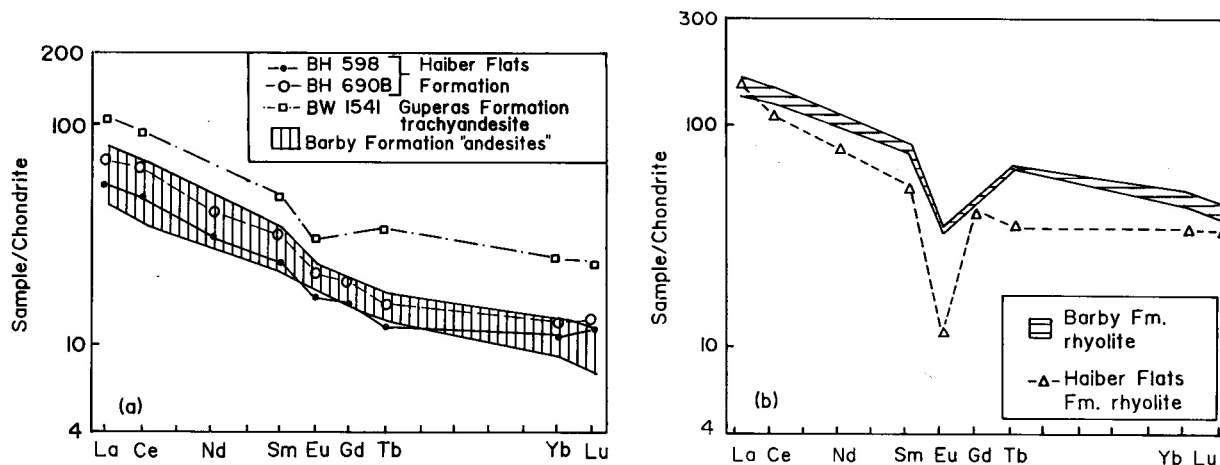 200
100
10
4
Sample/Chondrite
BH 598 Haiber Flats
BH 690B Formation
BW 1541 Guperas Formation
trachyandesite
Barby Formation "andesites"
(a)
La Ce Nd Sm Eu Gd Tb Yb Lu
300
100
10
4
Sample/Chondrite
Barby Fm.
rhyolite
Haiber Flats
Fm. rhyolite
(b)
La Ce Nd Sm Eu Gd Tb Yb Lu